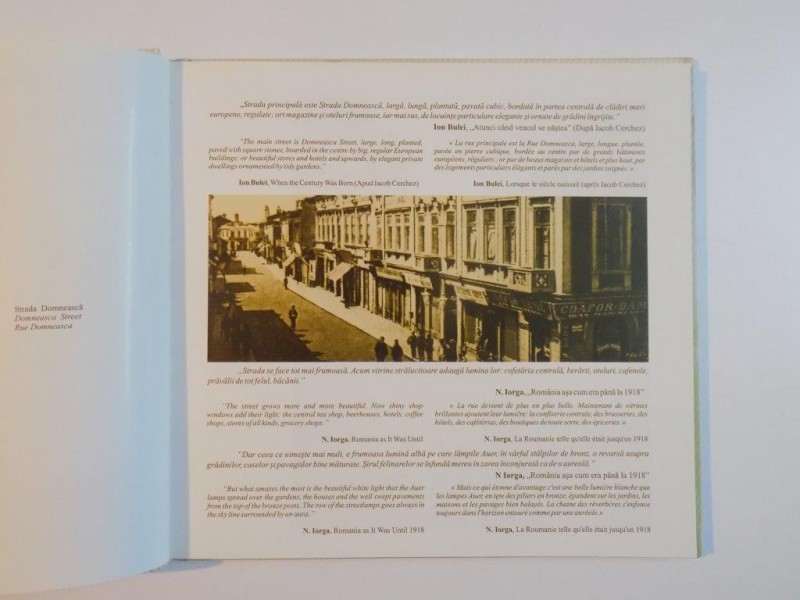 Strada Domnească
Domneasca Street
Rue Domneasca
„Strada principală este Strada Domnească, largă, lungă, plantată, pavată cubic, bordată în partea centrală de clădiri mari
europene, regulate; ori magazine și oteluri frumoase, iar mai sus, de locuințe particulare elegante și ornate de grădini îngrijite."
Ion Bulei, „Atunci când veacul se năștea" (După Iacob Cerchez)
"The main street is Domneasca Street, large, long, planted,
paved with square stones, boarded in the centre by big, regular European
buildings; or beautiful stores and hotels and upwards, by elegant private
dwellings ornamented by tidy gardens."
Ion Bulei, When the Century Was Born (Apud Iacob Cerchez)
« La rue principale est la Rue Domneasca, large, longue, plantée,
pavée en pierre cubique, bordée au centre par de grands bâtiments
européens, réguliers ; or par de beaux magasins et hôtels et plus haut, par
des logements particuliers élégants et parés par des jardins soignés. »
Ion Bulei, Lorsque le siècle naissait (après Iacob Cerchez)
COAFOR-DAM
„Strada se face tot mai frumoasă. Acum vitrine strălucitoare adaugă lumina lor: cofetăria centrală, berării, oteluri, cafenele,
prăvălii de tot felul, băcănii."
N. Iorga, „România așa cum era până la 1918"
"The street grows more and more beautiful. Now shiny shop
windows add their light: the central tea shop, beerhouses, hotels, coffee
shops, stores of all kinds, grocery shops."
N. Iorga, Romania as It Was Until
« La rue devient de plus en plus belle. Maintenant de vitrines
brillantes ajoutent leur lumière: la confiserie centrale, des brasseries, des
hôtels, des cafétérias, des boutiques de toute sorte, des épiceries. »
N. Iorga, La Roumanie telle qu'elle était jusqu'en 1918
"Dar ceea ce uimește mai mult, e frumoasa lumină albă pe care lămpile Auer, în vârful stâlpilor de bronz, o revarsă asupra
grădinilor, caselor și pavagiilor bine măturate. Șirul felinarelor se înfundă mereu în zarea înconjurată ca de o aureolă."
N Iorga, „România așa cum era până la 1918"
"But what amazes the most is the beautiful white light that the Auer
lamps spread over the gardens, the houses and the well swept pavements
from the top of the bronze posts. The row of the streetlamps goes always in
the sky-line surrounded by an aura."
N. Iorga, Romania as It Was Until 1918
« Mais ce qui étonne d'avantage c'est une belle lumière blanche que
les lampes Auer, en tête des piliers en bronze, épandent sur les jardins, les
maisons et les pavages bien balayés. La chaîne des réverbères s'enfonce
toujours dans l'horizon entouré comme par une auréole. »
N. Iorga, La Roumanie telle qu'elle était jusqu'en 1918